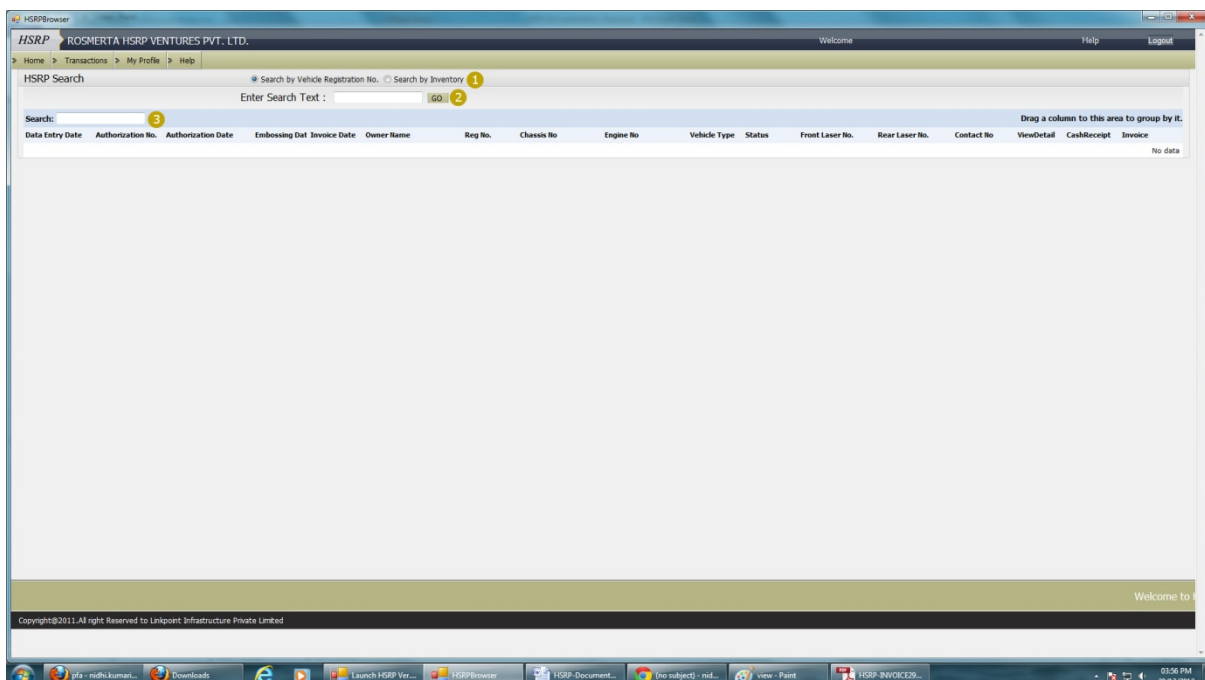 HSRPBrowser
HSRP ROSMERTA HSRP VENTURES PVT. LTD. Welcome Help Logout
Home Transactions My Profile Help
HSRP Search Search by Vehicle Registration No. Search by Inventory 1
Enter Search Text : GO 2
Search: 3 Drag a column to this area to group by it.
Data Entry Date Authorization No. Authorization Date Embossing Dat Invoice Date Owner Name Reg No. Chassis No Engine No Vehicle Type Status Front Laser No. Rear Laser No. Contact No ViewDetail CashReceipt Invoice
No data
Welcome to
Copyright@2011.All right Reserved to Linkpoint Infrastructure Private Limited
pfa - nidhi.kumari... Downloads Launch HSRP Ver... HSRPBrowser HSRP-Document... (no subject) - nid... view - Paint HSRP-INVOICE29... 03:56 PM